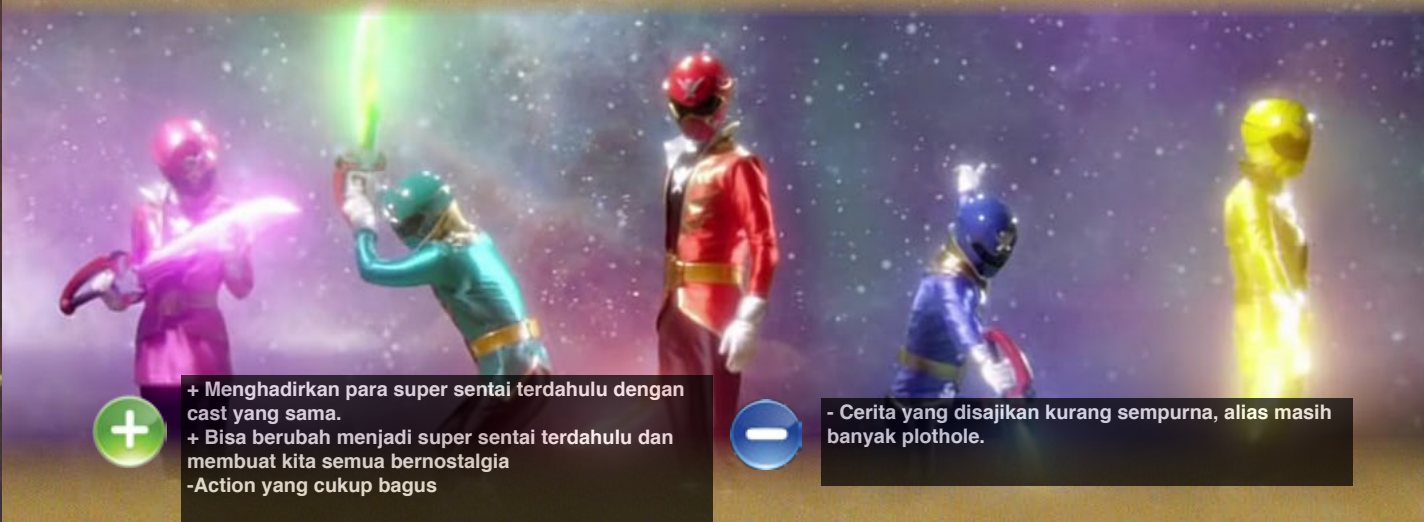 + Menghadirkan para super sentai terdahulu dengan
cast yang sama.
+ Bisa berubah menjadi super sentai terdahulu dan
membuat kita semua bernostalgia
-Action yang cukup bagus
- Cerita yang disajikan kurang sempurna, alias masih
banyak plothole.